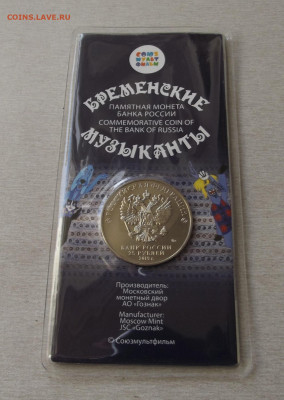 COINS.LAVE.RU
СОЮЗ
МУЛЬТ
ФИЛЬМ
БРЕМЕНСКИЕ
ПАМЯТНАЯ МОНЕТА
БАНКА РОССИИ
COMMEMORATIVE COIN OF
THE BANK OF RUSSIA
МУЗЫКАНТЫ
БАНК РОССИИ
25 РУБЛЕЙ
Производитель:
Московский
монетный двор
АО «Гознак»
Manufacturer:
Moscow Mint
JSC «Goznak»
© Союзмультфильм